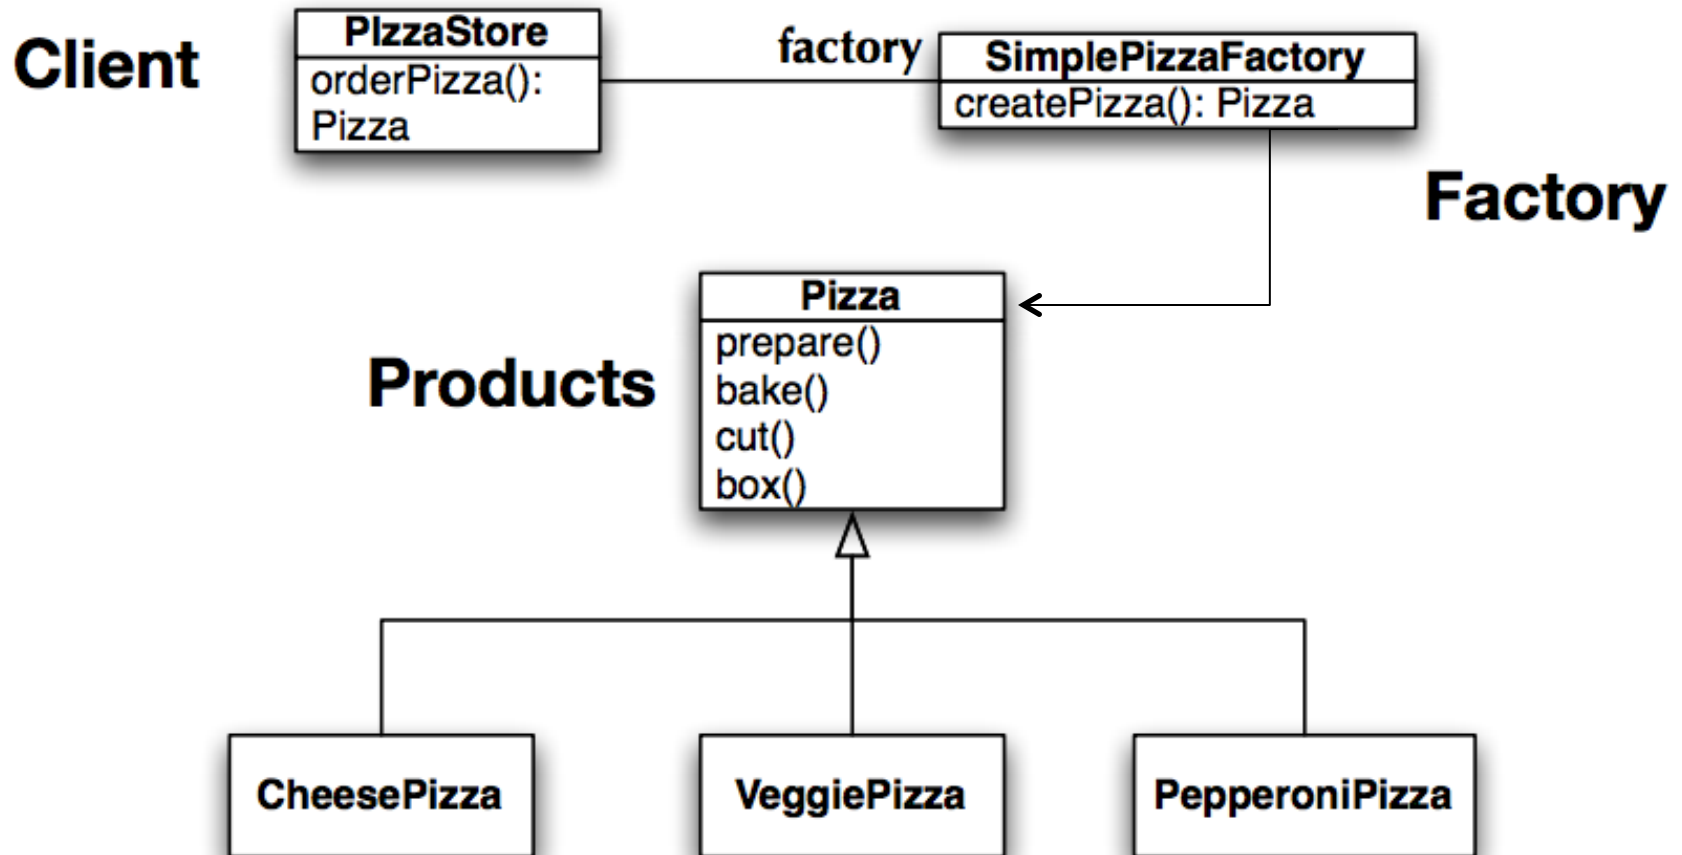 Client
PIzzaStore
orderPizza():
Pizza
factory
SimplePizzaFactory
createPizza(): Pizza
Factory
Products
Pizza
prepare()
bake()
cut()
box()
CheesePizza
VeggiePizza
PepperoniPizza